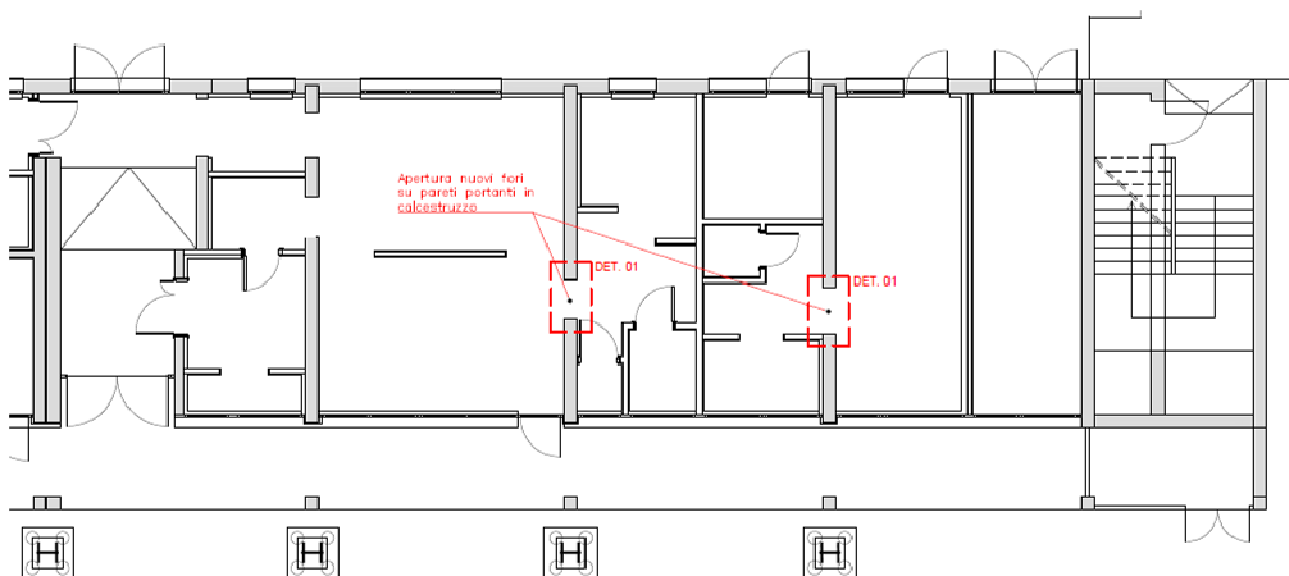 Apertura nuovi fori
su pareti portanti in
calcestruzzo
DET. 01
DET. 01